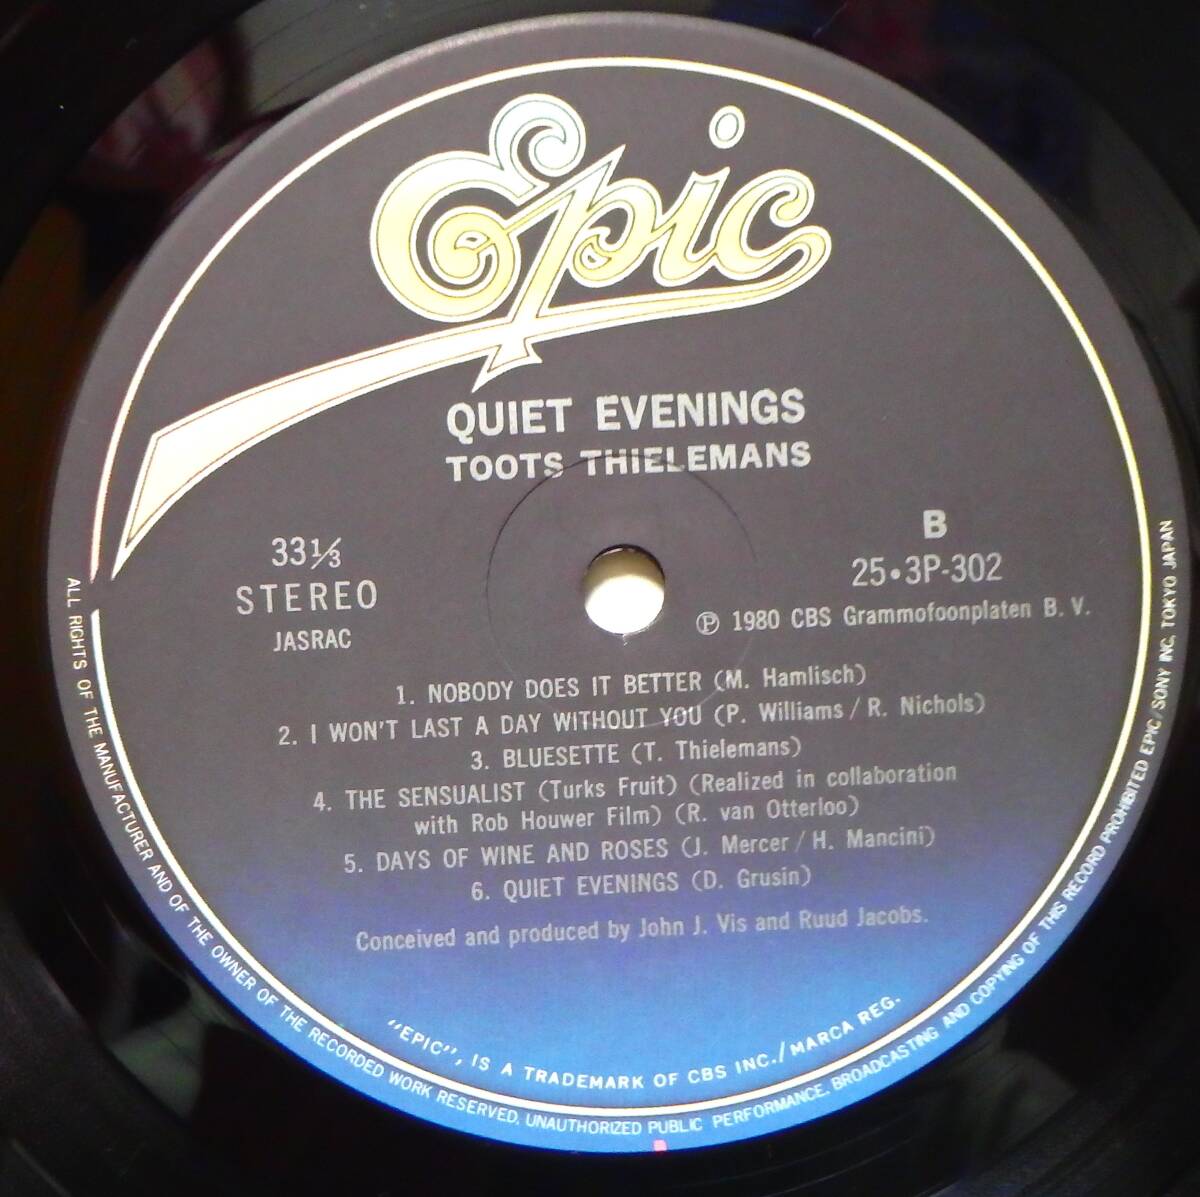 Epic
QUIET EVENINGS
TOOTS THIELEMANS
33 1/3
STEREO
JASRAC
B
25•3P-302
Ⓟ 1980 CBS Grammofoonplaten B. V.
1. NOBODY DOES IT BETTER (M. Hamlisch)
2. I WON'T LAST A DAY WITHOUT YOU (P. Williams / R. Nichols)
3. BLUESETTE (T. Thielemans)
4. THE SENSUALIST (Turks Fruit) (Realized in collaboration
with Rob Houwer Film) (R. van Otterloo)
5. DAYS OF WINE AND ROSES (J. Mercer / H. Mancini)
6. QUIET EVENINGS (D. Grusin)
Conceived and produced by John J. Vis and Ruud Jacobs.
"EPIC", IS A TRADEMARK OF CBS INC./MARCA REG.
ALL RIGHTS OF THE MANUFACTURER AND OF THE OWNER OF THE RECORDED WORK RESERVED. UNAUTHORIZED PUBLIC PERFORMANCE, BROADCASTING AND COPYING OF THIS RECORD PROHIBITED EPIC/SONY INC, TOKYO JAPAN